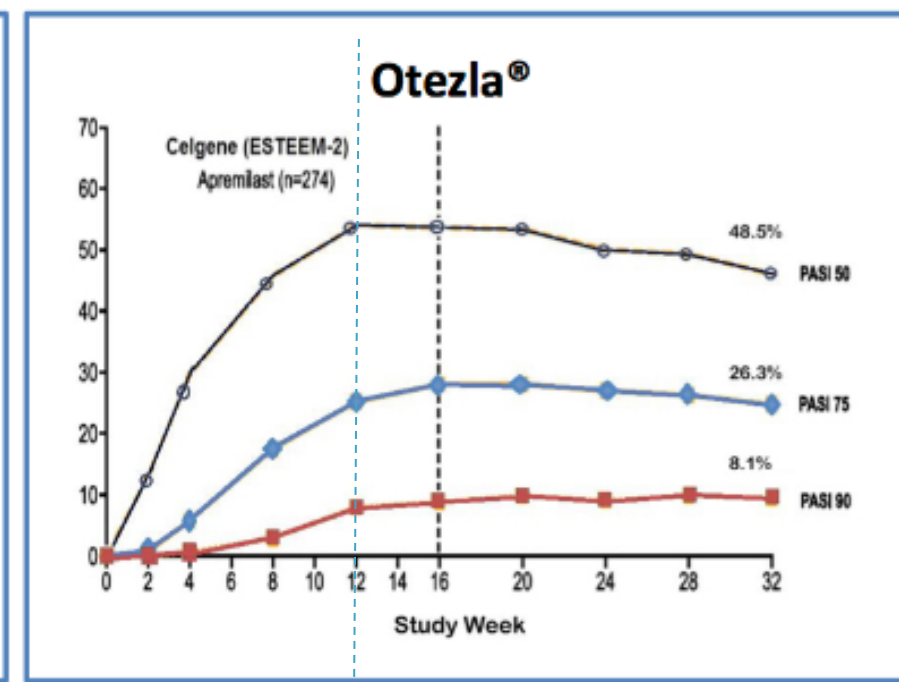 Otezla®
Celgene (ESTEEM-2)
Apremilast (n=274)
70
60
50
40
30
20
10
0
48.5%
PASI 50
26.3%
PASI 75
8.1%
PASI 90
0 2 4 6 8 10 12 14 16 20 24 28 32
Study Week